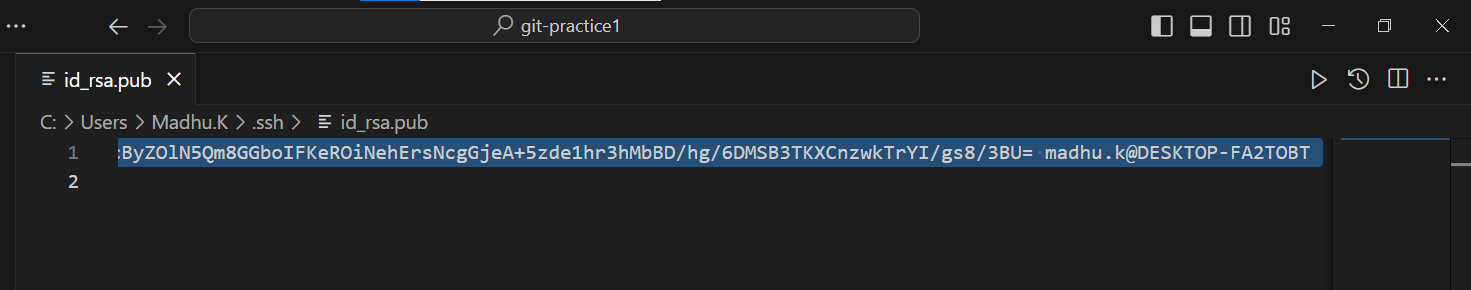 git-practice1
id_rsa.pub
C: > Users > Madhu.K > .ssh > id_rsa.pub
1 :ByZOlN5Qm8GGboIFKeROiNehErsNcgGjeA+5zde1hr3hMbBD/hg/6DMSB3TKXCnzwkTrYI/gs8/3BU= madhu.k@DESKTOP-FA2TOBT
2